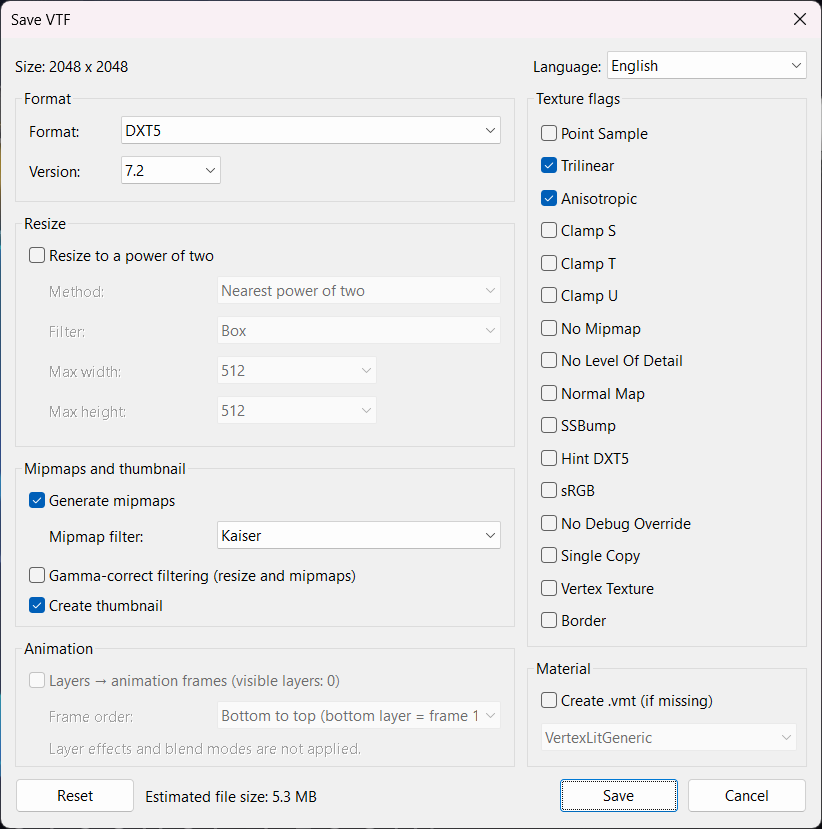 Save VTF
Size: 2048 x 2048
Language: English
Format
Format: DXT5
Version: 7.2
Resize
Resize to a power of two
Method: Nearest power of two
Filter: Box
Max width: 512
Max height: 512
Mipmaps and thumbnail
Generate mipmaps
Mipmap filter: Kaiser
Gamma-correct filtering (resize and mipmaps)
Create thumbnail
Animation
Layers → animation frames (visible layers: 0)
Frame order: Bottom to top (bottom layer = frame 1
Layer effects and blend modes are not applied.
Texture flags
Point Sample
Trilinear
Anisotropic
Clamp S
Clamp T
Clamp U
No Mipmap
No Level Of Detail
Normal Map
SSBump
Hint DXT5
sRGB
No Debug Override
Single Copy
Vertex Texture
Border
Material
Create .vmt (if missing)
VertexLitGeneric
Reset
Estimated file size: 5.3 MB
Save
Cancel